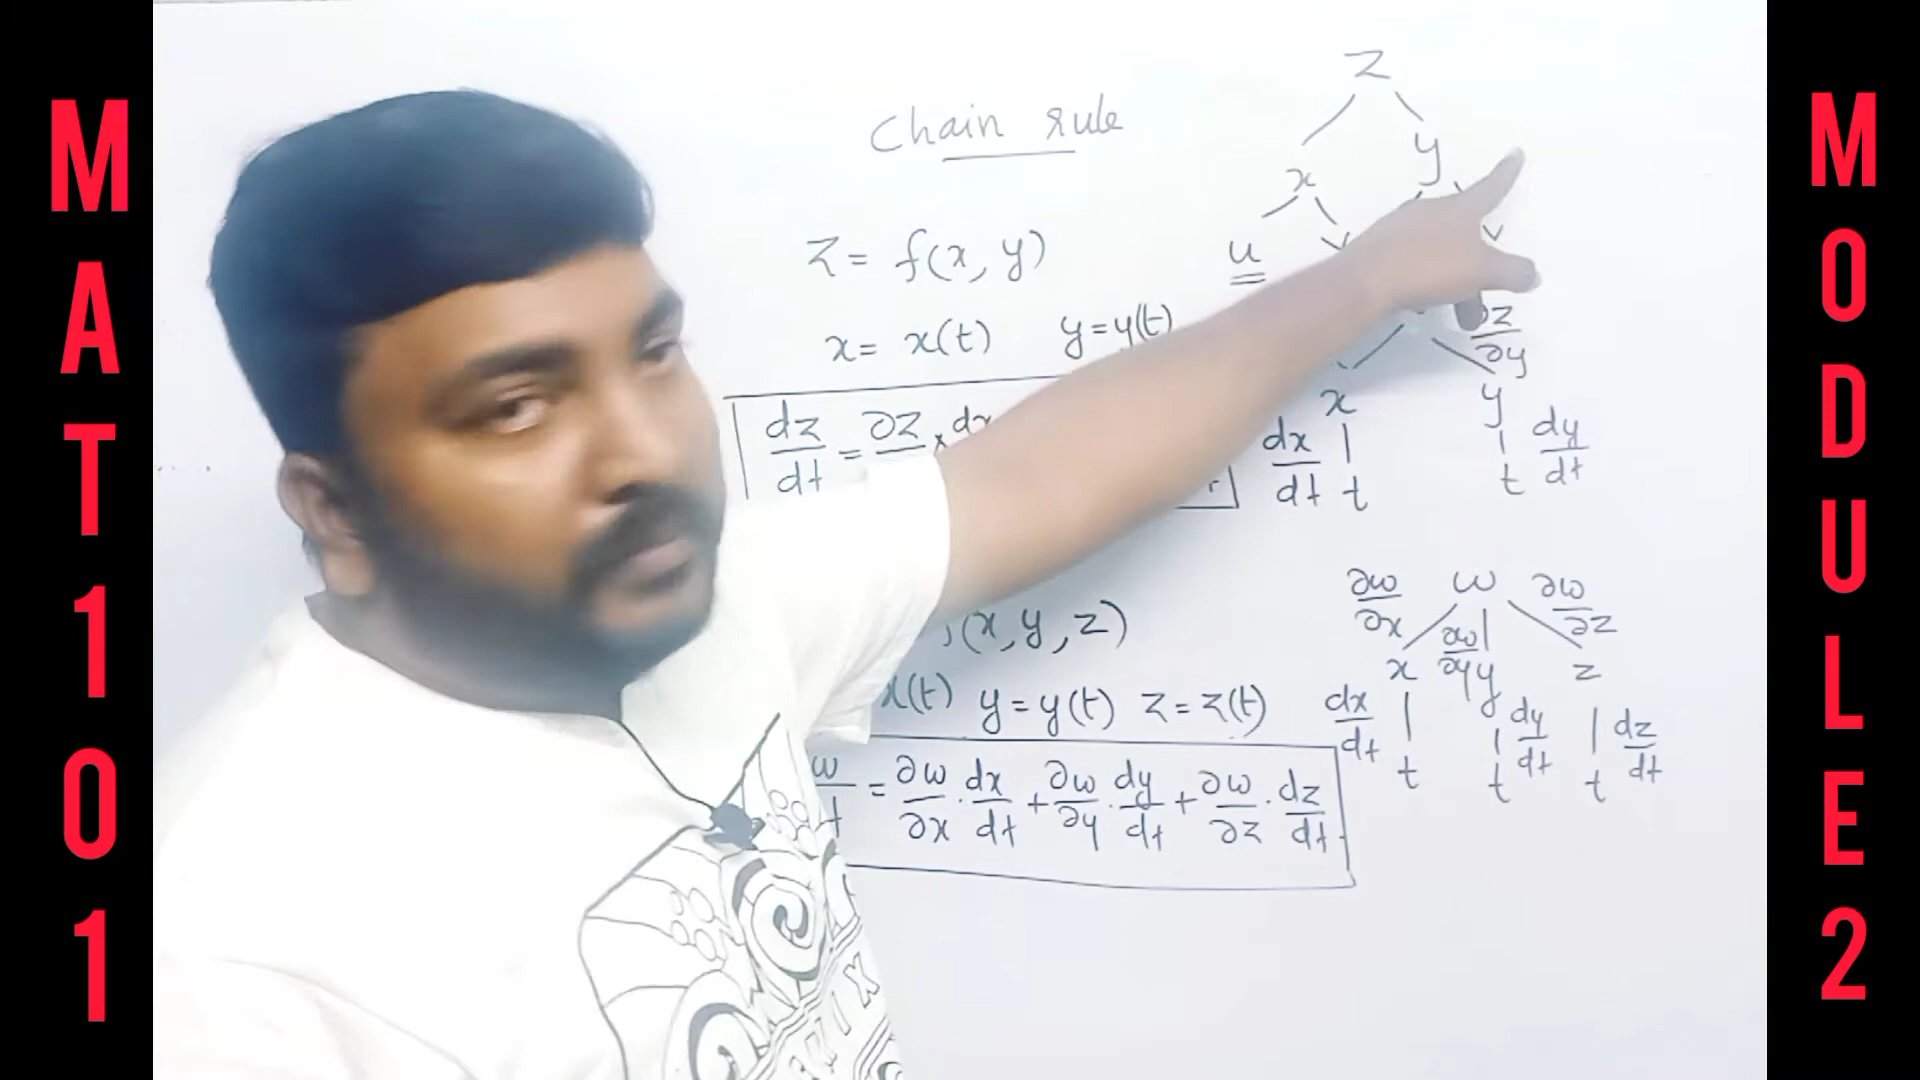 MAT101
Chain rule
z = f(x, y)
x = x(t) y = y(t)
dz/dt = ∂z × dx
z
x y
u v
∂z/∂y
x y
dx/dt t t dy/dt
(x, y, z)
x(t) y = y(t) z = z(t)
w = ∂w/∂x · dx/dt + ∂w/∂y · dy/dt + ∂w/∂z · dz/dt
∂w/∂x w ∂w/∂z
x ∂w/∂y y z
dx/dt dy/dt dz/dt
t t t
MODULE2